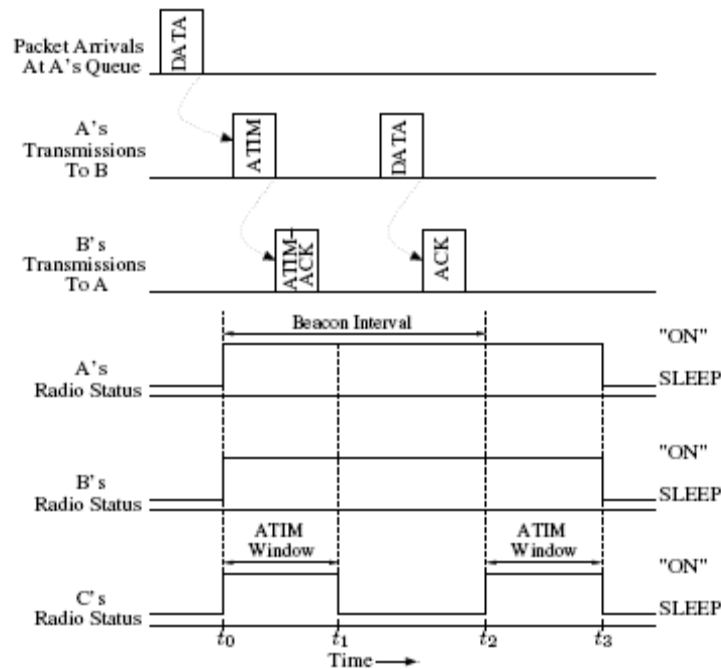 Packet Arrivals
At A's Queue
DATA
A's
Transmissions
To B
ATIM
DATA
B's
Transmissions
To A
ATIM-
ACK
ACK
Beacon Interval
"ON"
A's
Radio Status
SLEEP
"ON"
B's
Radio Status
SLEEP
ATIM
Window
ATIM
Window
"ON"
C's
Radio Status
SLEEP
t0
t1
t2
t3
Time